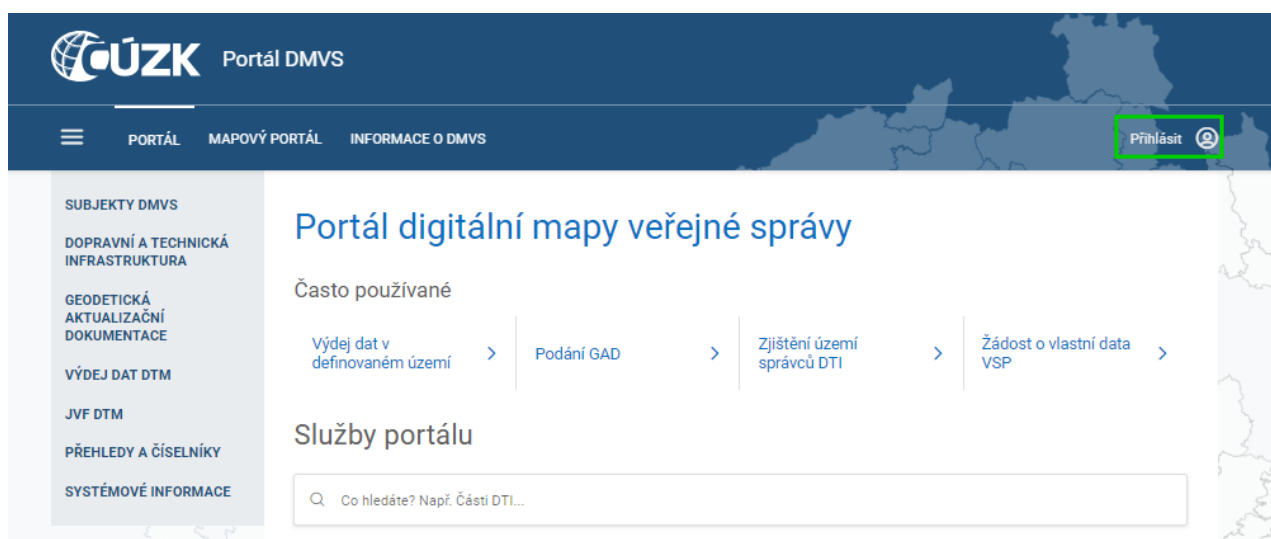 ČÚZK Portál DMVS
PORTÁL MAPOVÝ PORTÁL INFORMACE O DMVS Přihlásit
SUBJEKTY DMVS
DOPRAVNÍ A TECHNICKÁ
INFRASTRUKTURA
GEODETICKÁ
AKTUALIZAČNÍ
DOKUMENTACE
VÝDEJ DAT DTM
JVF DTM
PŘEHLEDY A ČÍSELNÍKY
SYSTÉMOVÉ INFORMACE
Portál digitální mapy veřejné správy
Často používané
Výdej dat v
definovaném území
Podání GAD
Zjištění území
správců DTI
Žádost o vlastní data
VSP
Služby portálu
Co hledáte? Např. Části DTI...